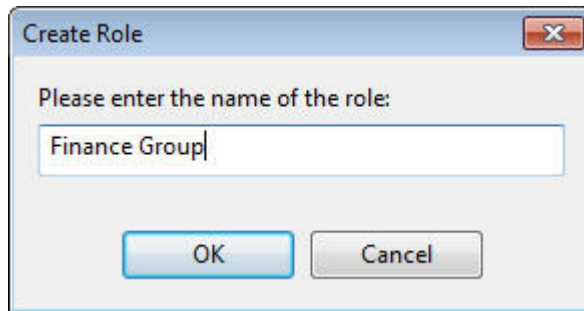 Create Role
Please enter the name of the role:
Finance Group
OK Cancel